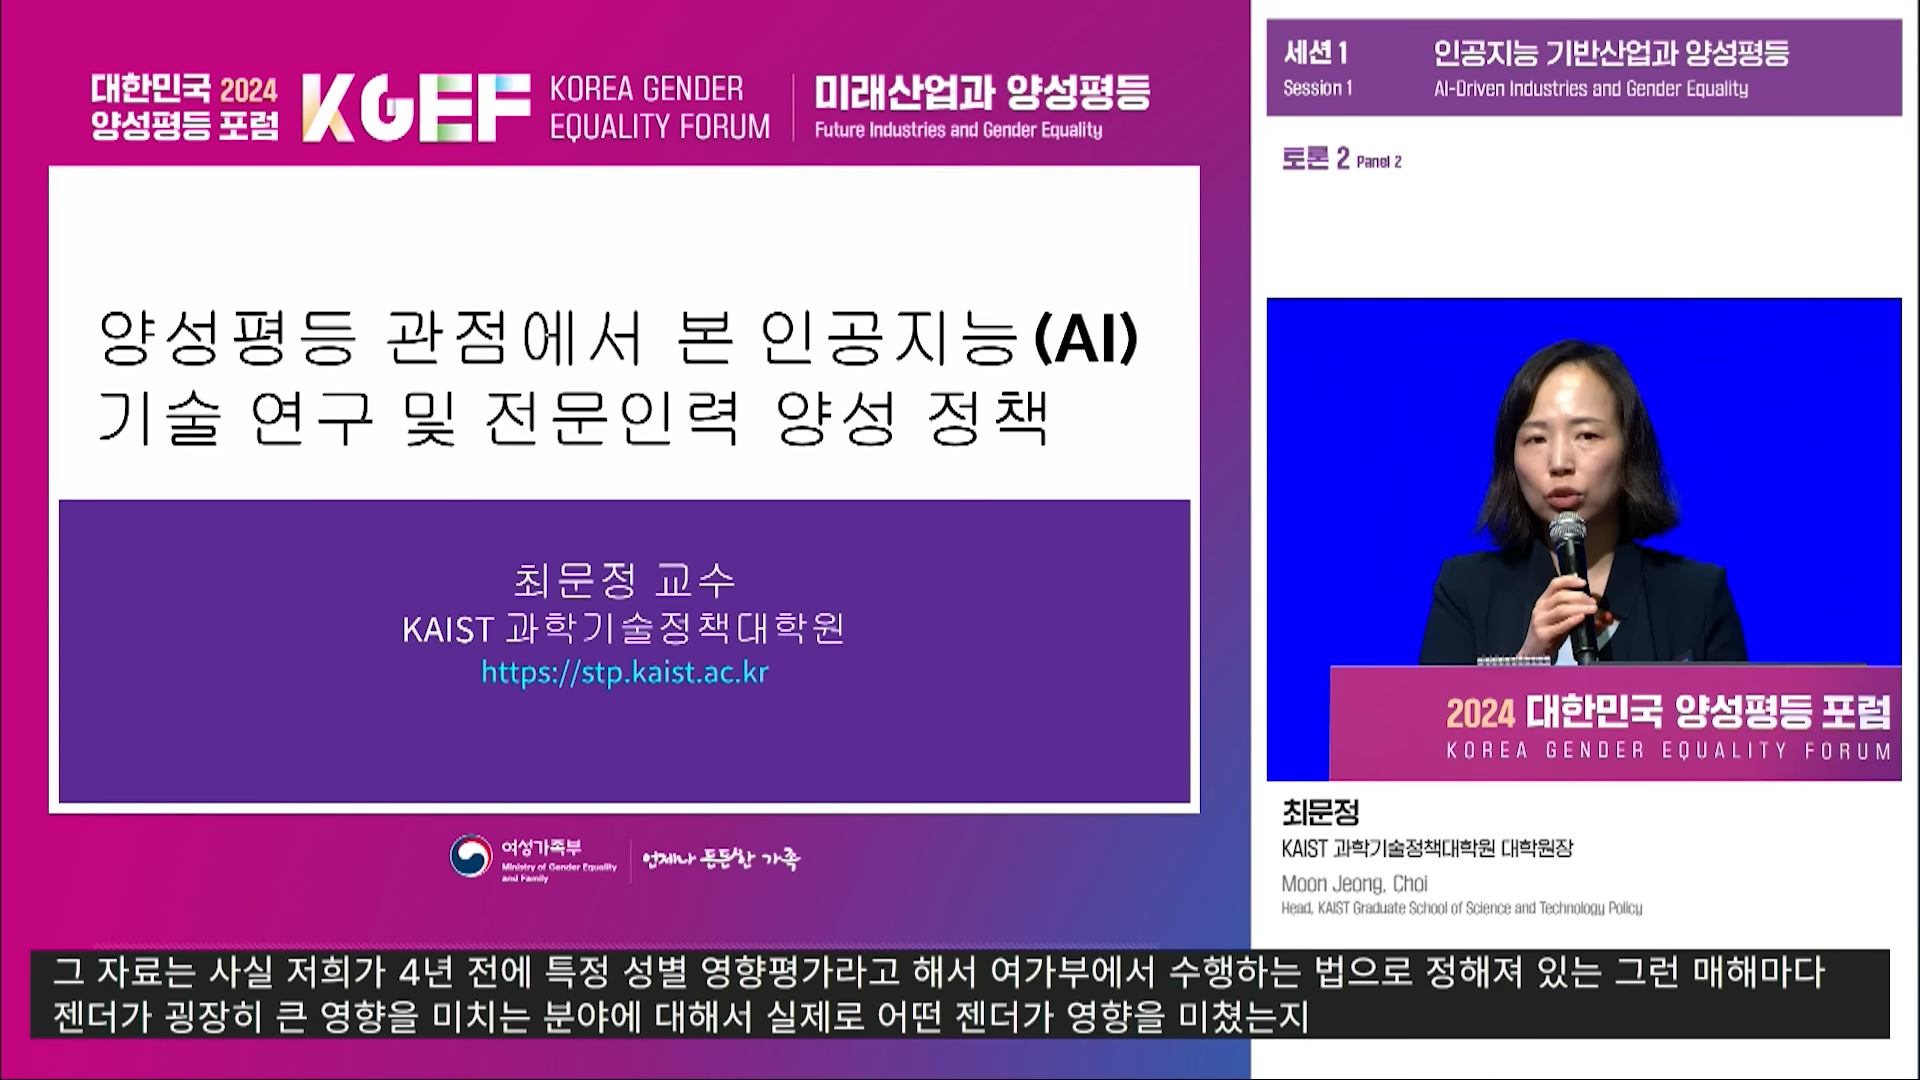 대한민국 2024
양성평등 포럼
KGEF
KOREA GENDER
EQUALITY FORUM
미래산업과 양성평등
Future Industries and Gender Equality
양성평등 관점에서 본 인공지능(AI)
기술 연구 및 전문인력 양성 정책
최문정 교수
KAIST 과학기술정책대학원
https://stp.kaist.ac.kr
여성가족부
Ministry of Gender Equality
and Family
언제나 든든한 가족
세션 1
인공지능 기반산업과 양성평등
Session 1
AI-Driven Industries and Gender Equality
토론 2 Panel 2
2024 대한민국 양성평등 포럼
KOREA GENDER EQUALITY FORUM
최문정
KAIST 과학기술정책대학원 대학원장
Moon Jeong, Choi
Head, KAIST Graduate School of Science and Technology Policy
그 자료는 사실 저희가 4년 전에 특정 성별 영향평가라고 해서 여가부에서 수행하는 법으로 정해져 있는 그런 매해마다
젠더가 굉장히 큰 영향을 미치는 분야에 대해서 실제로 어떤 젠더가 영향을 미쳤는지